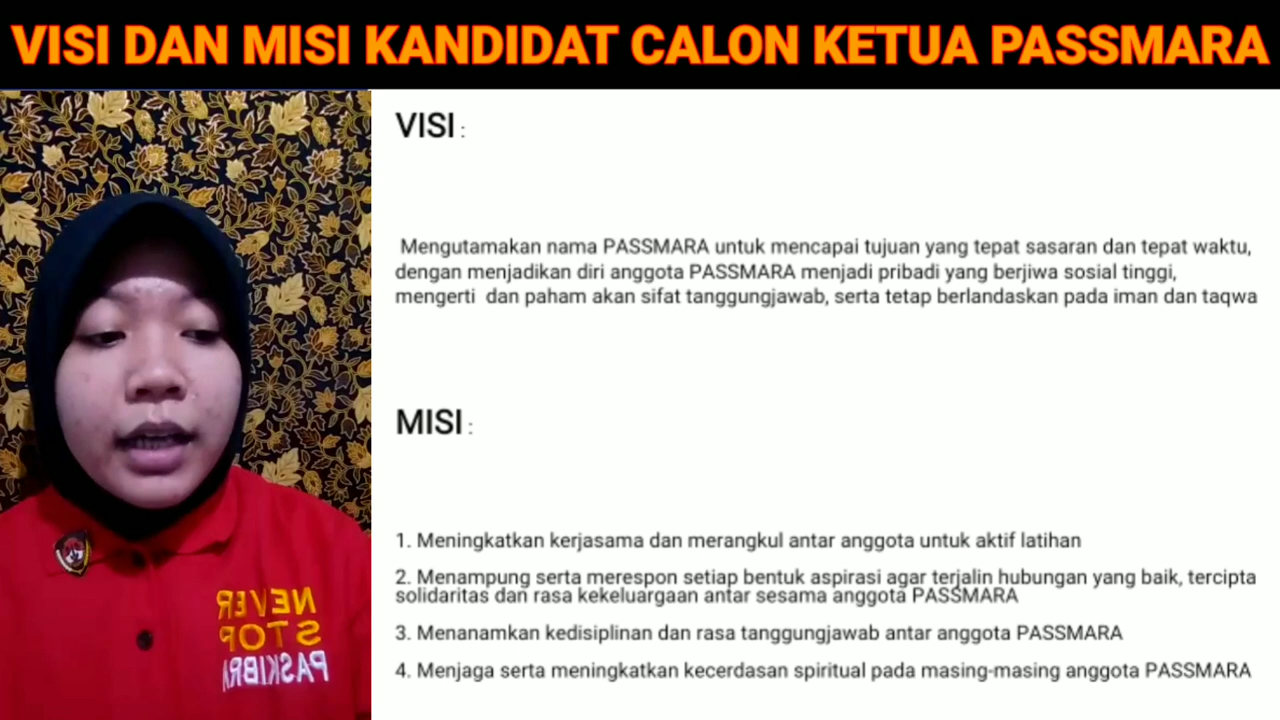 VISI DAN MISI KANDIDAT CALON KETUA PASSMARA
VISI :
Mengutamakan nama PASSMARA untuk mencapai tujuan yang tepat sasaran dan tepat waktu,
dengan menjadikan diri anggota PASSMARA menjadi pribadi yang berjiwa sosial tinggi,
mengerti dan paham akan sifat tanggungjawab, serta tetap berlandaskan pada iman dan taqwa
MISI :
1. Meningkatkan kerjasama dan merangkul antar anggota untuk aktif latihan
2. Menampung serta merespon setiap bentuk aspirasi agar terjalin hubungan yang baik, tercipta
solidaritas dan rasa kekeluargaan antar sesama anggota PASSMARA
3. Menanamkan kedisiplinan dan rasa tanggungjawab antar anggota PASSMARA
4. Menjaga serta meningkatkan kecerdasan spiritual pada masing-masing anggota PASSMARA
NEVER
STOP
PASKIBRA